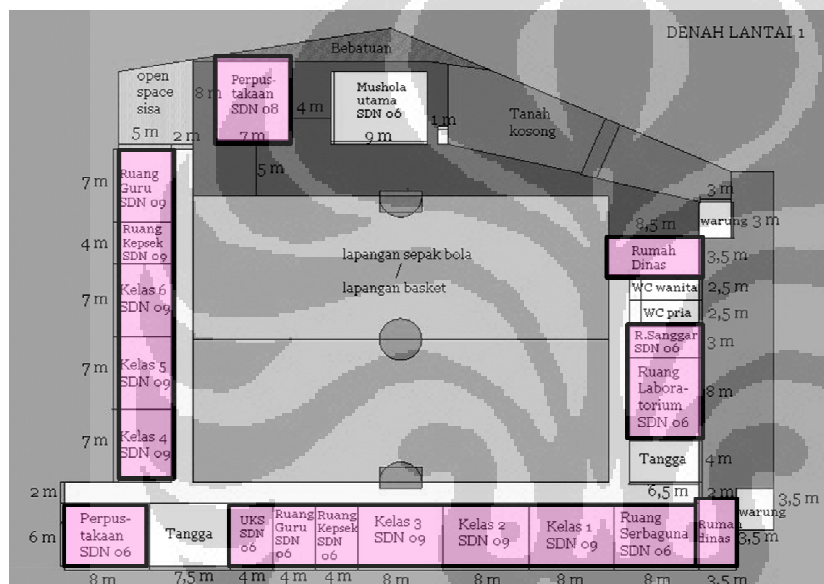 DENAH LANTAI 1
Bebatuan
open
space
sisa
5 m
2 m
8 m
Perpus-
takaan
SDN 08
7 m
4 m
5 m
Mushola
utama
SDN 06
9 m
1 m
Tanah
kosong
3 m
warung
3 m
8,5 m
Rumah
Dinas
3,5 m
WC wanita
2,5 m
WC pria
2,5 m
R.Sanggar
SDN 06
3 m
Ruang
Labora-
torium
SDN 06
8 m
Tangga
4 m
6,5 m
2 m
lapangan sepak bola
/
lapangan basket
7 m
Ruang
Guru
SDN 09
4 m
Ruang
Kepsek
SDN 09
7 m
Kelas 6
SDN 09
7 m
Kelas 5
SDN 09
7 m
Kelas 4
SDN 09
2 m
6 m
Perpus-
takaan
SDN 06
Tangga
UKS
SDN
06
Ruang
Guru
SDN
06
Ruang
Kepsek
SDN
06
Kelas 3
SDN 09
Kelas 2
SDN 09
Kelas 1
SDN 09
Ruang
Serbaguna
SDN 06
Rumah
dinas
warung
3,5 m
3,5 m
8 m
7,5 m
4 m
4 m
4 m
8 m
8 m
8 m
8 m
3,5 m